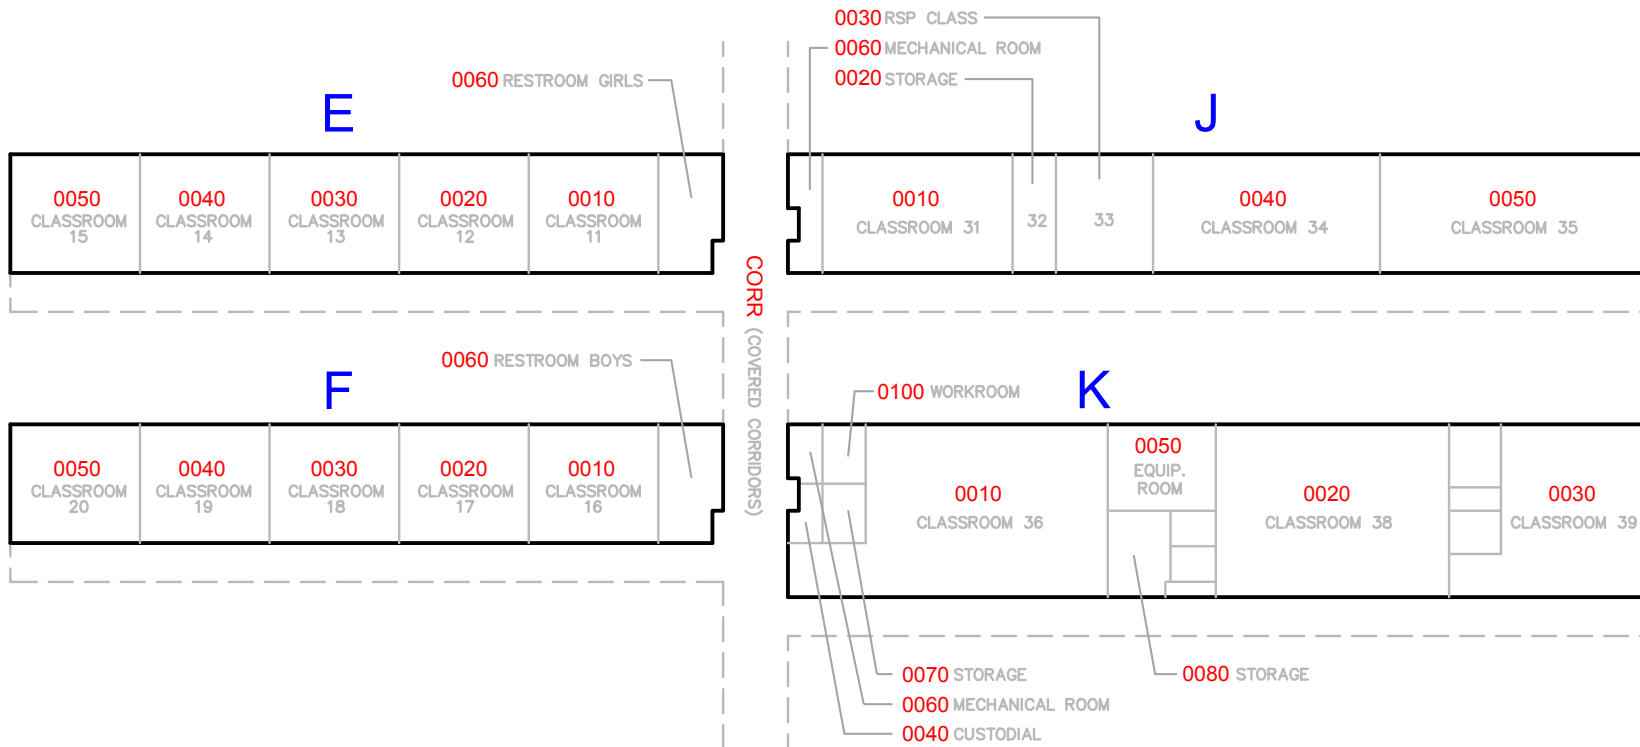 0030 RSP CLASS
0060 MECHANICAL ROOM
0020 STORAGE
0060 RESTROOM GIRLS
E
J
0050
CLASSROOM
15
0040
CLASSROOM
14
0030
CLASSROOM
13
0020
CLASSROOM
12
0010
CLASSROOM
11
0010
CLASSROOM 31
32
33
0040
CLASSROOM 34
0050
CLASSROOM 35
CORR (COVERED CORRIDORS)
0060 RESTROOM BOYS
F
K
0100 WORKROOM
0050
CLASSROOM
20
0040
CLASSROOM
19
0030
CLASSROOM
18
0020
CLASSROOM
17
0010
CLASSROOM
16
0010
CLASSROOM 36
0050
EQUIP.
ROOM
0020
CLASSROOM 38
0030
CLASSROOM 39
0070 STORAGE
0060 MECHANICAL ROOM
0040 CUSTODIAL
0080 STORAGE